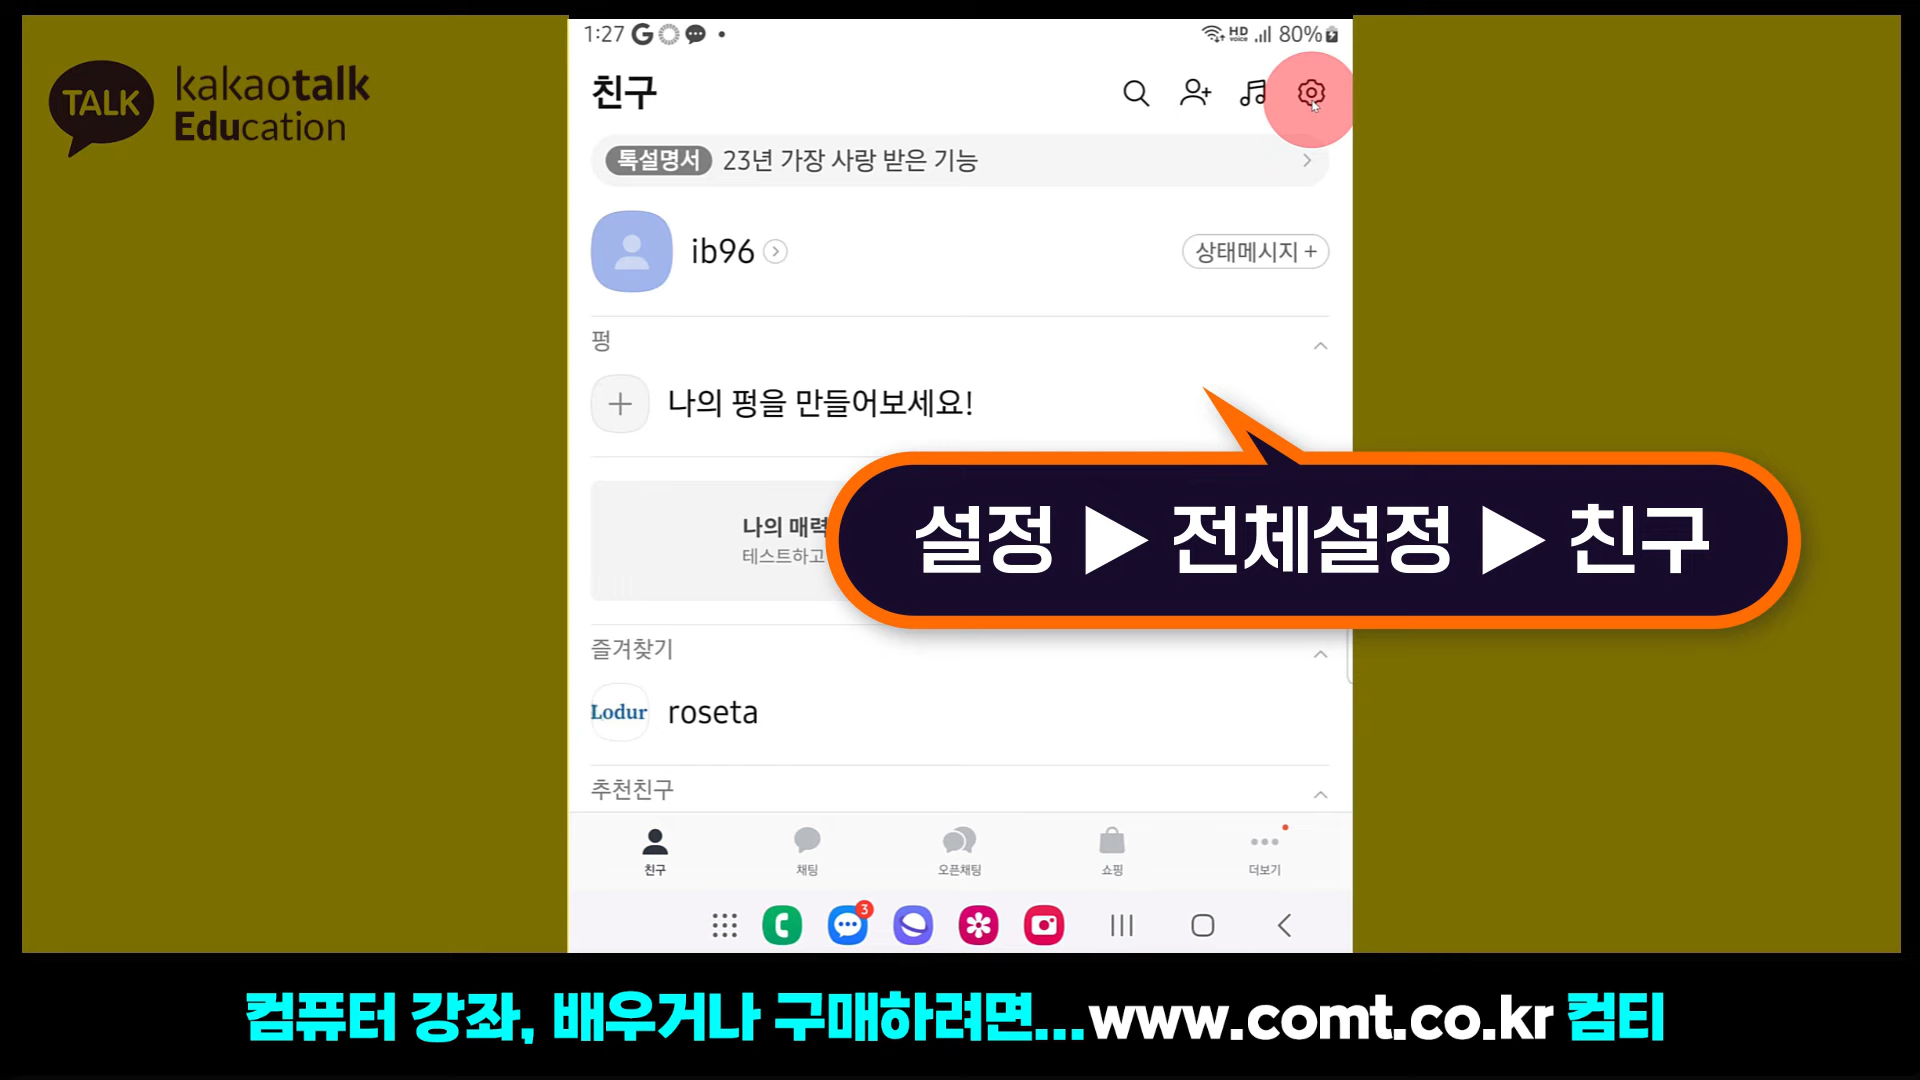 TALK
kakaotalk
Education
1:27
HD voice
80%
친구
톡설명서 23년 가장 사랑 받은 기능
ib96
상태메시지 +
펑
나의 펑을 만들어보세요!
나의 매력
테스트하고
설정 ▶ 전체설정 ▶ 친구
즐겨찾기
Lodur
roseta
추천친구
친구
채팅
오픈채팅
쇼핑
더보기
3
컴퓨터 강좌, 배우거나 구매하려면...www.comt.co.kr 컴티